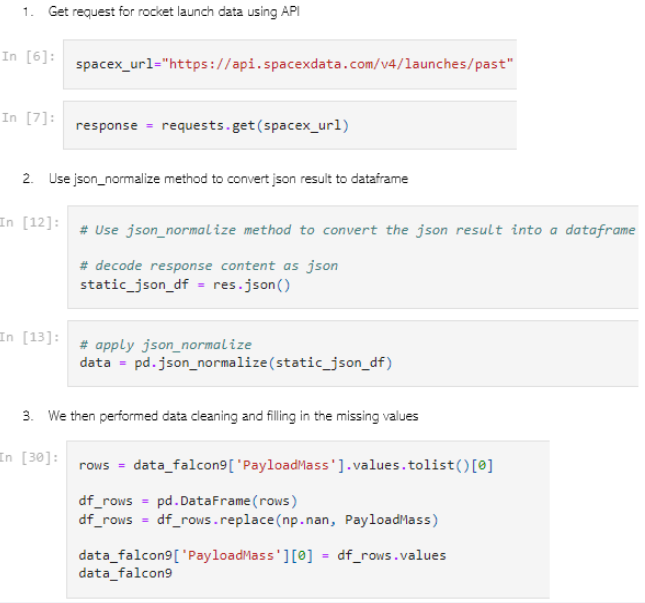 1. Get request for rocket launch data using API
In [6]: spacex_url="https://api.spacexdata.com/v4/launches/past"
In [7]: response = requests.get(spacex_url)
2. Use json_normalize method to convert json result to dataframe
In [12]: # Use json_normalize method to convert the json result into a dataframe
# decode response content as json
static_json_df = res.json()
In [13]: # apply json_normalize
data = pd.json_normalize(static_json_df)
3. We then performed data cleaning and filling in the missing values
In [30]: rows = data_falcon9['PayloadMass'].values.tolist()[0]
df_rows = pd.DataFrame(rows)
df_rows = df_rows.replace(np.nan, PayloadMass)
data_falcon9['PayloadMass'][0] = df_rows.values
data_falcon9